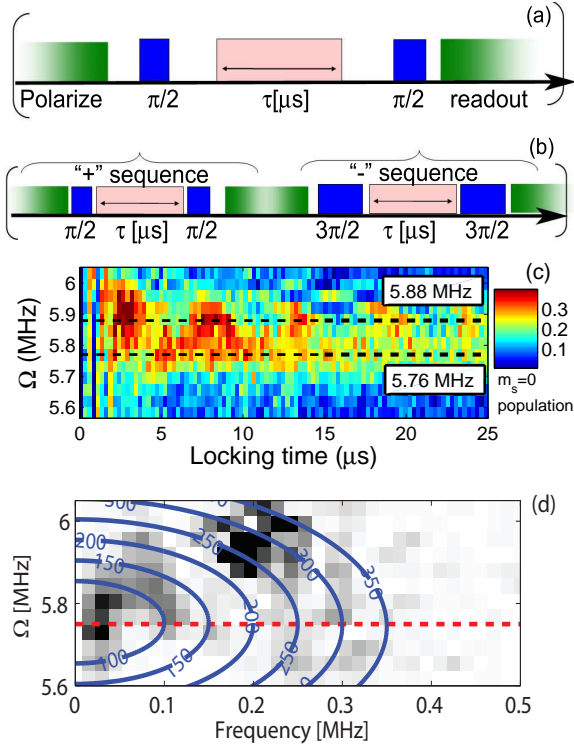 (a)
Polarize π/2 τ[μs] π/2 readout
(b)
"+" sequence "-" sequence
π/2 τ [μs] π/2 3π/2 τ [μs] 3π/2
(c)
Ω (MHz)
6
5.9
5.8
5.7
5.6
5.88 MHz
5.76 MHz
0 5 10 15 20 25
Locking time (μs)
0.3
0.2
0.1
m_s=0
population
(d)
Ω [MHz]
6
5.8
5.6
300
200
150
250
300
350
200
100
150
250
0 0.1 0.2 0.3 0.4 0.5
Frequency [MHz]